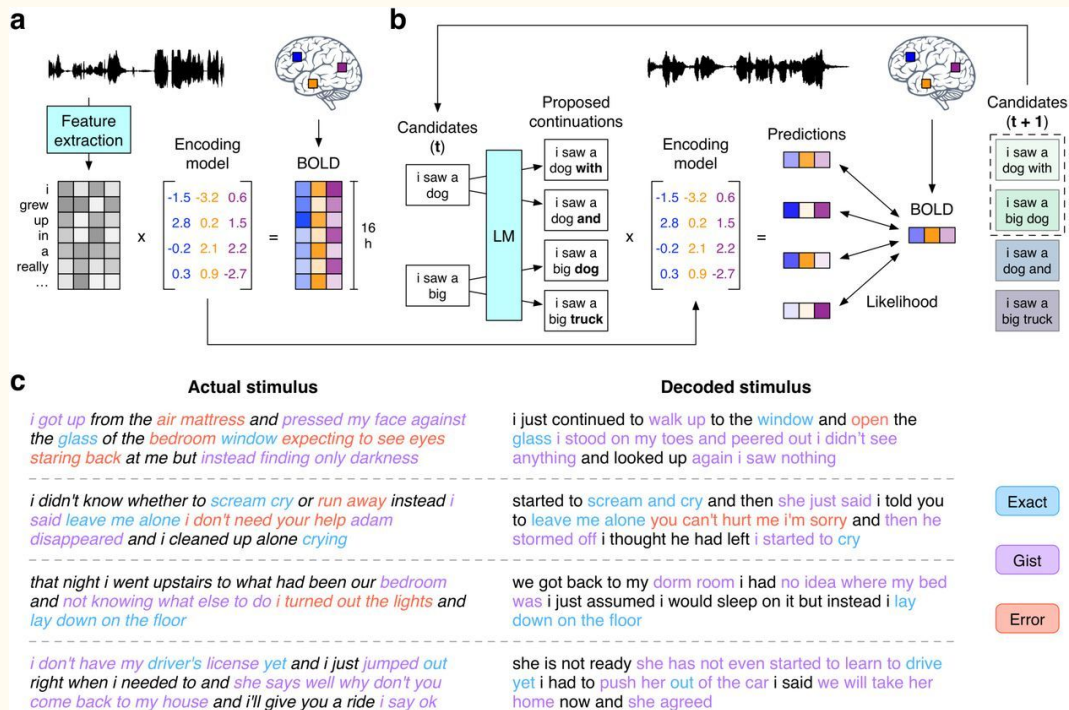 a
b
Feature
extraction
Encoding
model
BOLD
i
grew
up
in
a
really
...
x
-1.5 -3.2 0.6
2.8 0.2 1.5
-0.2 2.1 2.2
0.3 0.9 -2.7
=
16
h
Candidates
(t)
i saw a
dog
i saw a
big
LM
Proposed
continuations
i saw a
dog with
i saw a
dog and
i saw a
big dog
i saw a
big truck
x
Encoding
model
-1.5 -3.2 0.6
2.8 0.2 1.5
-0.2 2.1 2.2
0.3 0.9 -2.7
=
Predictions
BOLD
Likelihood
Candidates
(t + 1)
i saw a
dog with
i saw a
big dog
i saw a
dog and
i saw a
big truck
c
Actual stimulus
i got up from the air mattress and pressed my face against
the glass of the bedroom window expecting to see eyes
staring back at me but instead finding only darkness
i didn't know whether to scream cry or run away instead i
said leave me alone i don't need your help adam
disappeared and i cleaned up alone crying
that night i went upstairs to what had been our bedroom
and not knowing what else to do i turned out the lights and
lay down on the floor
i don't have my driver's license yet and i just jumped out
right when i needed to and she says well why don't you
come back to my house and i'll give you a ride i say ok
Decoded stimulus
i just continued to walk up to the window and open the
glass i stood on my toes and peered out i didn't see
anything and looked up again i saw nothing
started to scream and cry and then she just said i told you
to leave me alone you can't hurt me i'm sorry and then he
stormed off i thought he had left i started to cry
we got back to my dorm room i had no idea where my bed
was i just assumed i would sleep on it but instead i lay
down on the floor
she is not ready she has not even started to learn to drive
yet i had to push her out of the car i said we will take her
home now and she agreed
Exact
Gist
Error